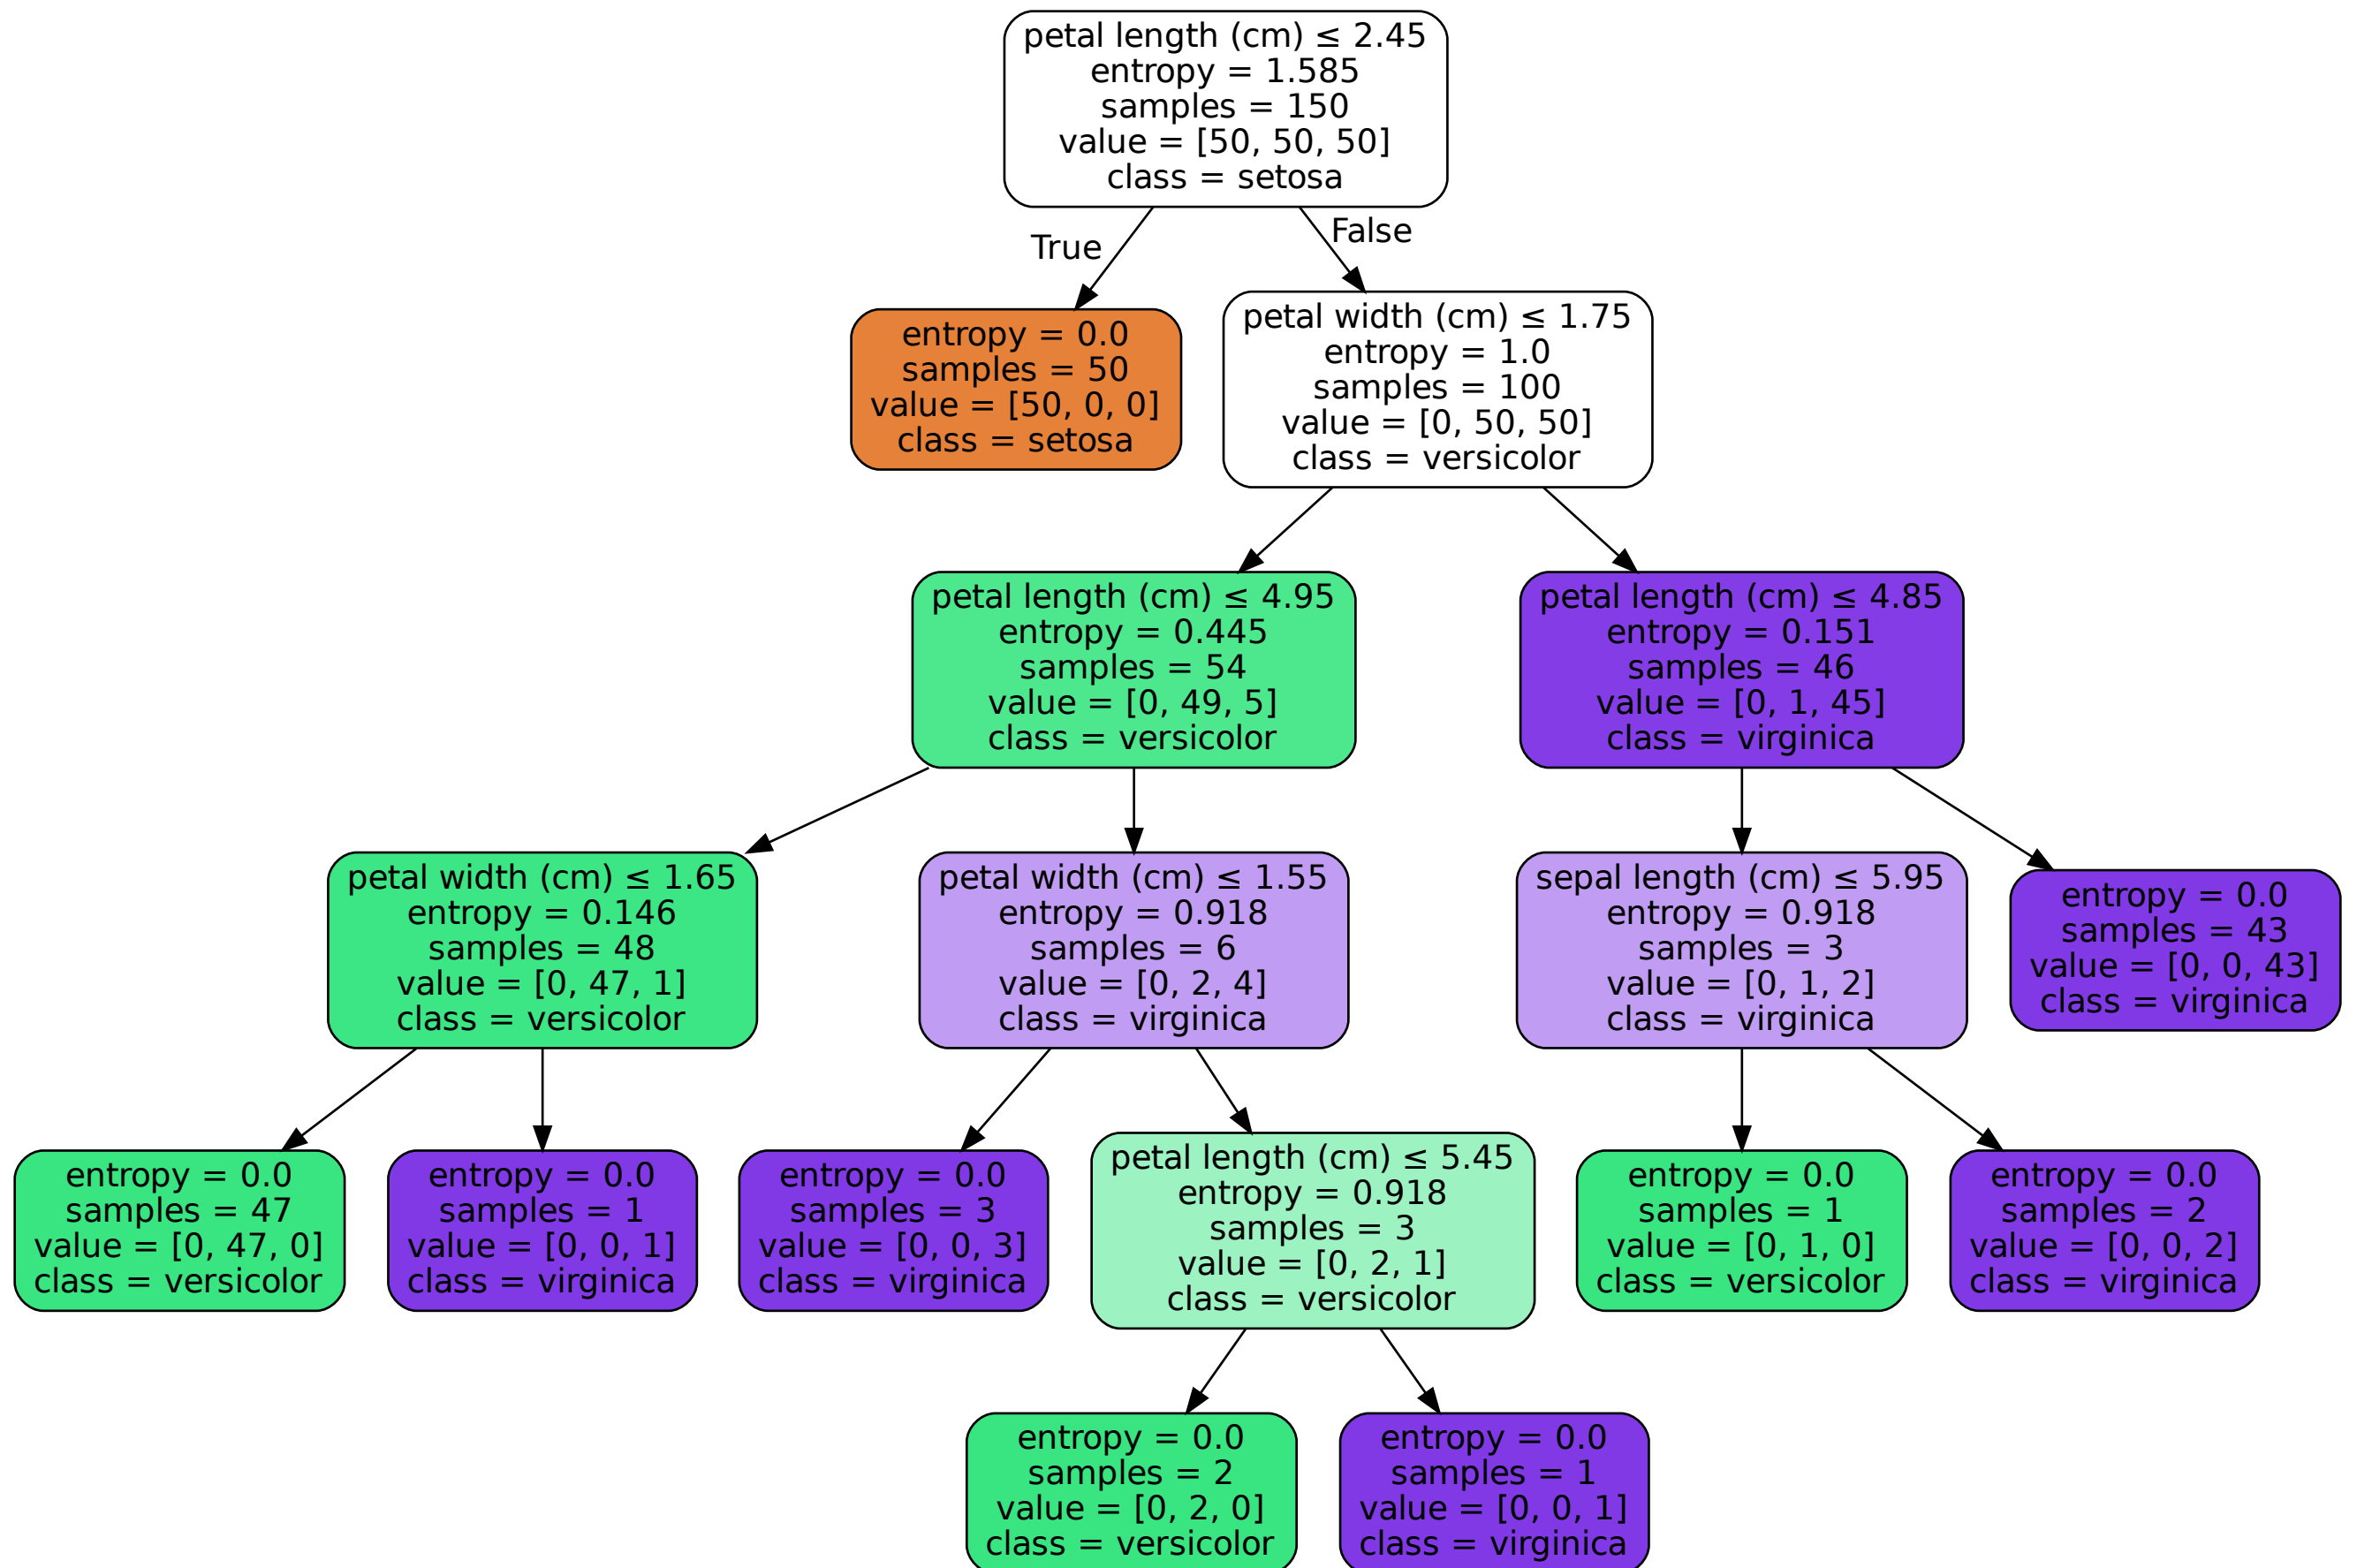 petal length (cm) ≤ 2.45
entropy = 1.585
samples = 150
value = [50, 50, 50]
class = setosa
True
False
entropy = 0.0
samples = 50
value = [50, 0, 0]
class = setosa
petal width (cm) ≤ 1.75
entropy = 1.0
samples = 100
value = [0, 50, 50]
class = versicolor
petal length (cm) ≤ 4.95
entropy = 0.445
samples = 54
value = [0, 49, 5]
class = versicolor
petal length (cm) ≤ 4.85
entropy = 0.151
samples = 46
value = [0, 1, 45]
class = virginica
petal width (cm) ≤ 1.65
entropy = 0.146
samples = 48
value = [0, 47, 1]
class = versicolor
petal width (cm) ≤ 1.55
entropy = 0.918
samples = 6
value = [0, 2, 4]
class = virginica
sepal length (cm) ≤ 5.95
entropy = 0.918
samples = 3
value = [0, 1, 2]
class = virginica
entropy = 0.0
samples = 43
value = [0, 0, 43]
class = virginica
entropy = 0.0
samples = 47
value = [0, 47, 0]
class = versicolor
entropy = 0.0
samples = 1
value = [0, 0, 1]
class = virginica
entropy = 0.0
samples = 3
value = [0, 0, 3]
class = virginica
petal length (cm) ≤ 5.45
entropy = 0.918
samples = 3
value = [0, 2, 1]
class = versicolor
entropy = 0.0
samples = 1
value = [0, 1, 0]
class = versicolor
entropy = 0.0
samples = 2
value = [0, 0, 2]
class = virginica
entropy = 0.0
samples = 2
value = [0, 2, 0]
class = versicolor
entropy = 0.0
samples = 1
value = [0, 0, 1]
class = virginica